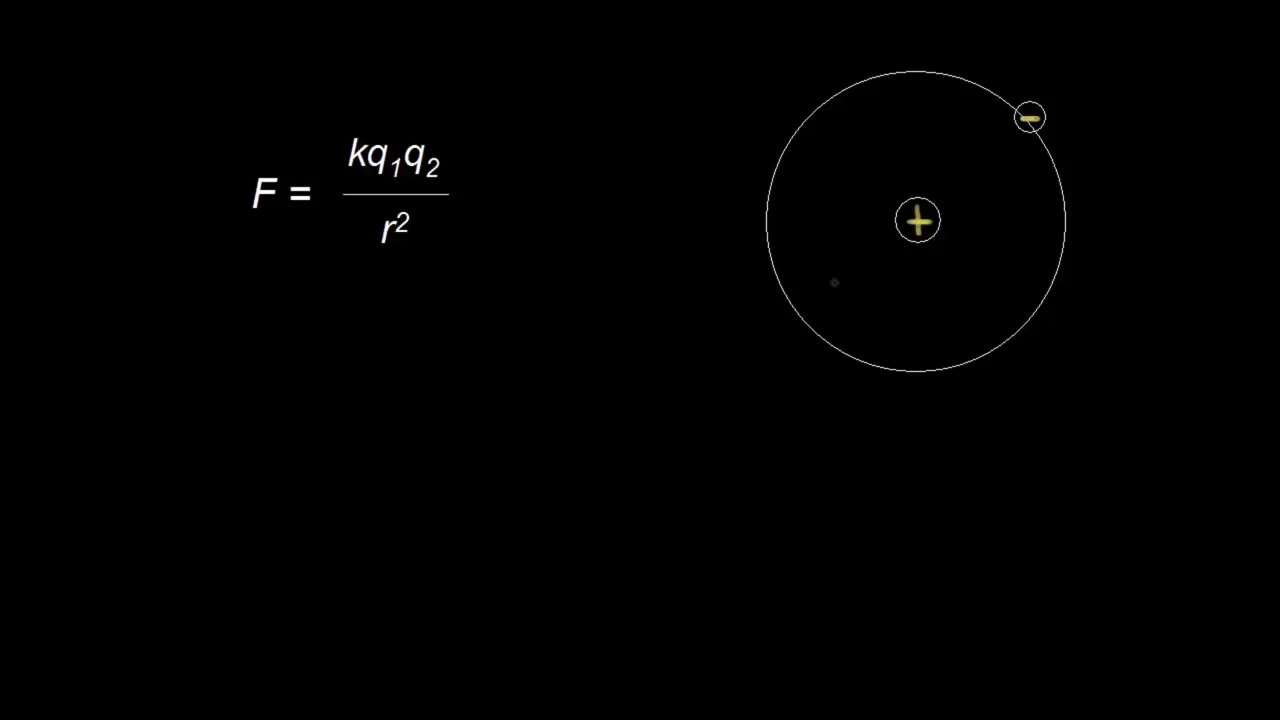 F = kq₁q₂
r²
−
+